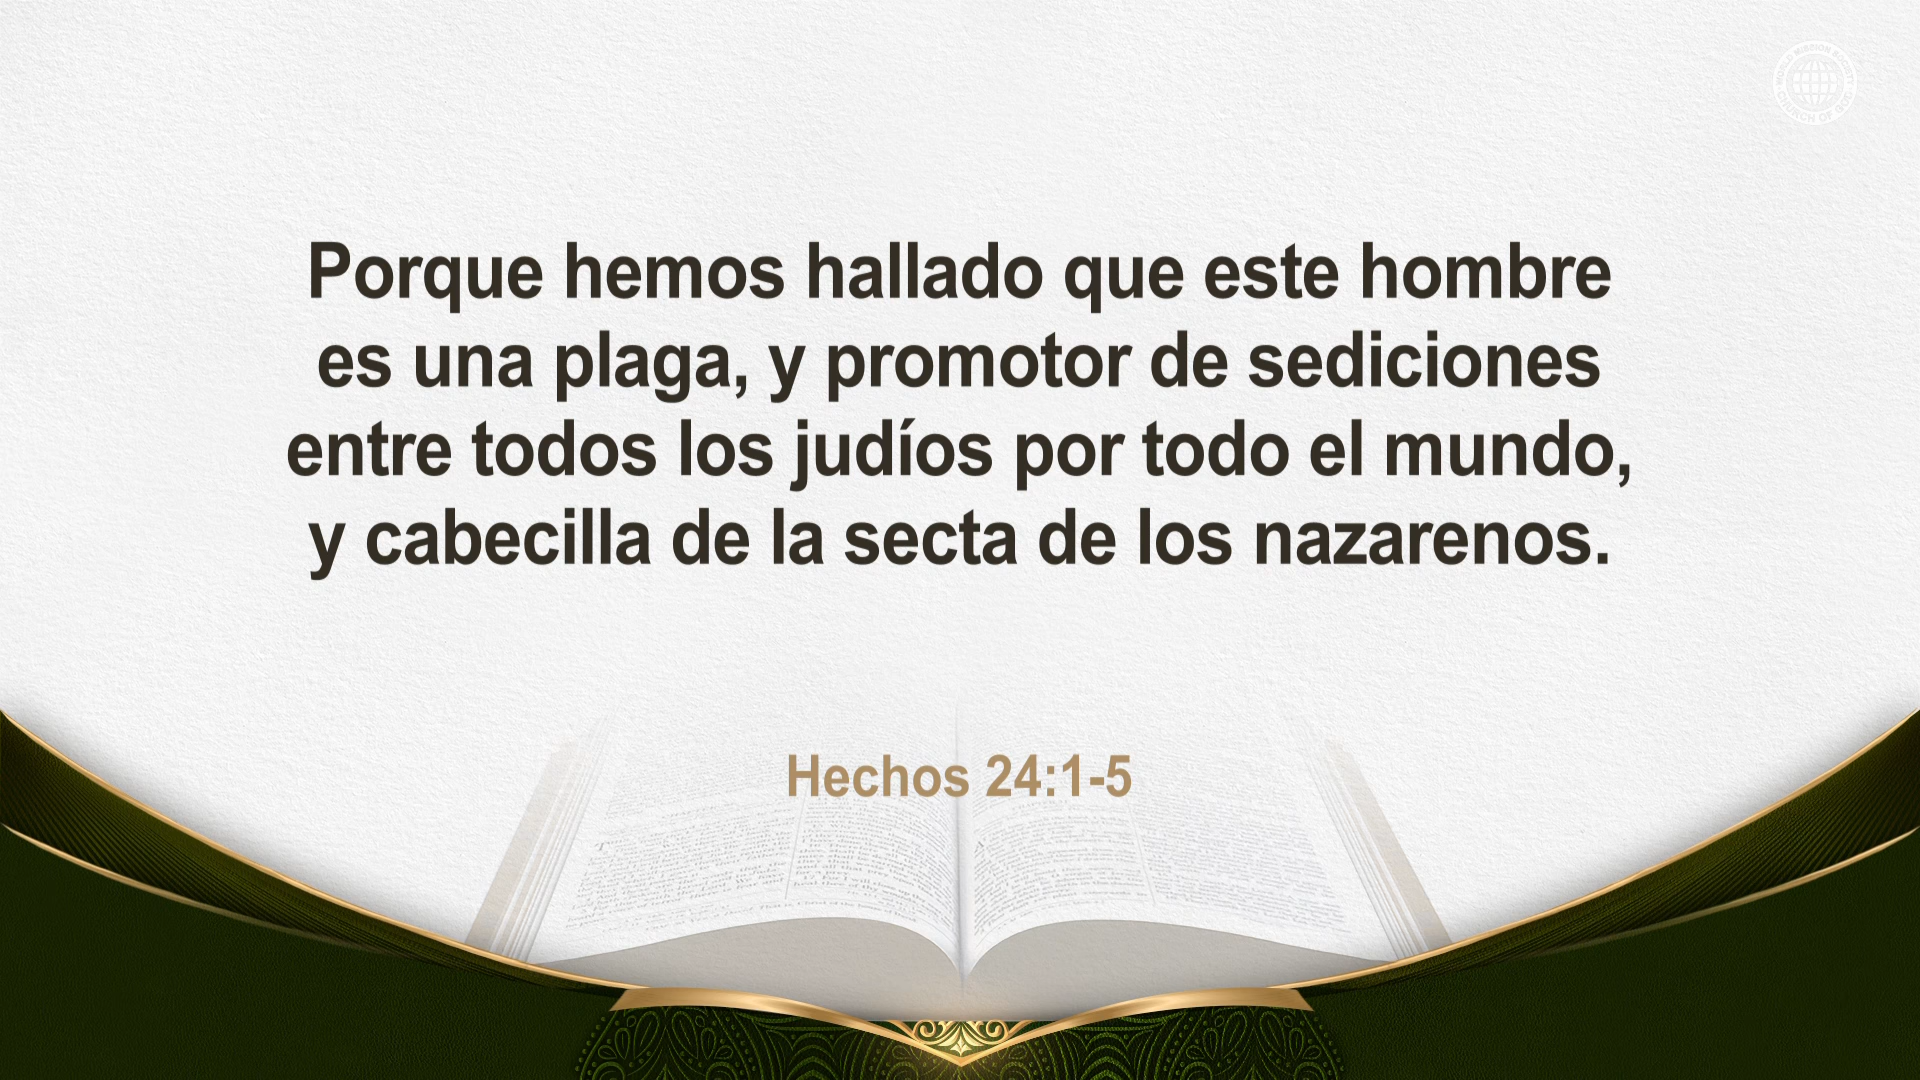 Porque hemos hallado que este hombre
es una plaga, y promotor de sediciones
entre todos los judíos por todo el mundo,
y cabecilla de la secta de los nazarenos.
Hechos 24:1-5